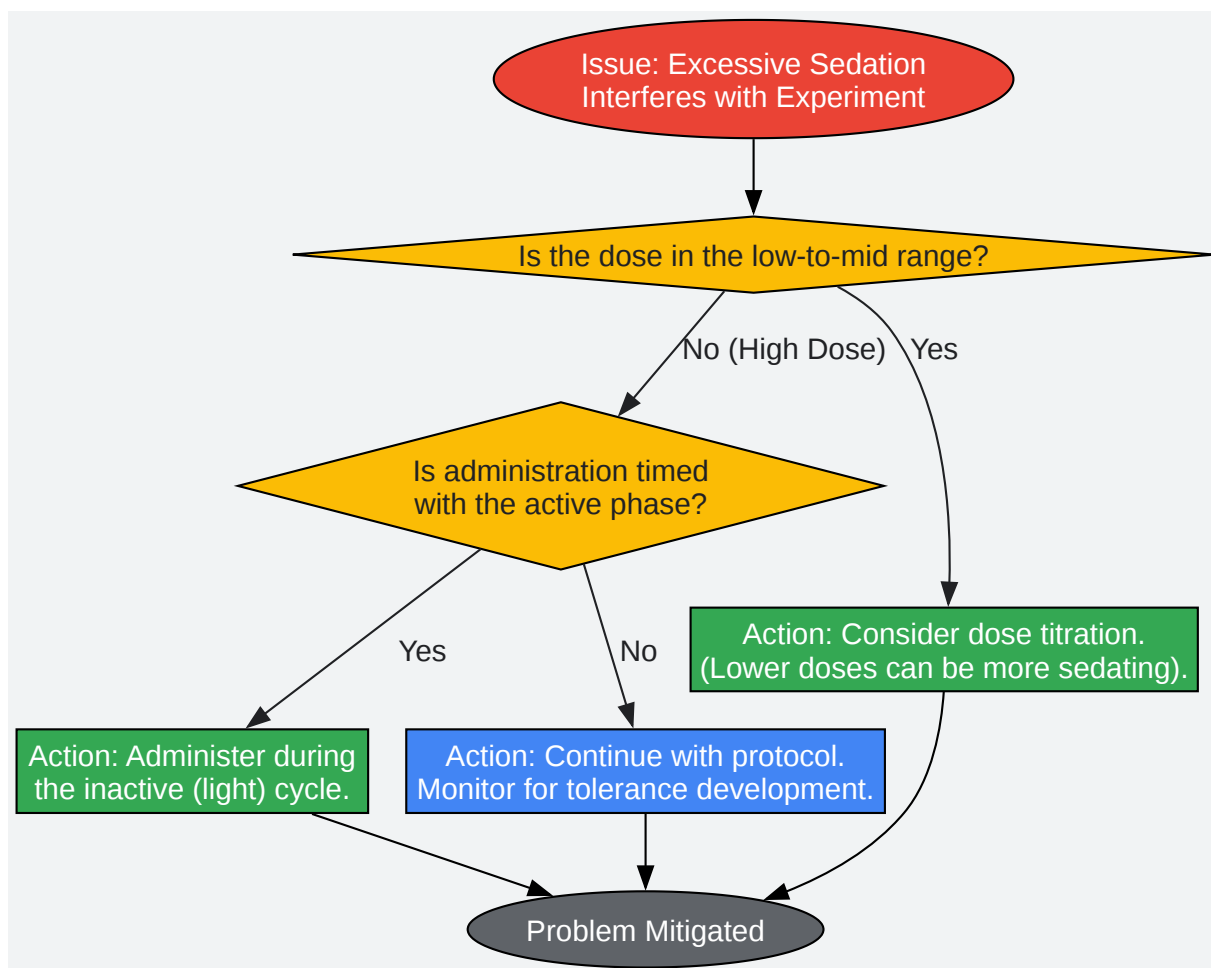 Issue: Excessive Sedation
Interferes with Experiment
Is the dose in the low-to-mid range?
No (High Dose)
Yes
Is administration timed
with the active phase?
Yes
No
Action: Consider dose titration.
(Lower doses can be more sedating).
Action: Administer during
the inactive (light) cycle.
Action: Continue with protocol.
Monitor for tolerance development.
Problem Mitigated